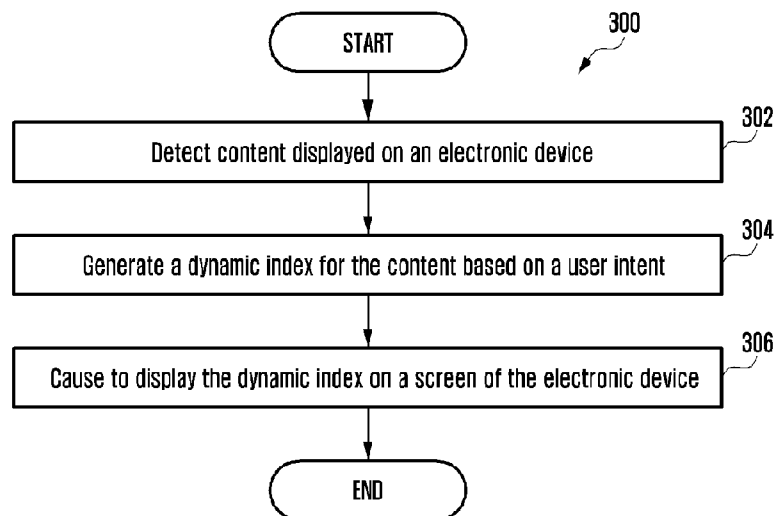 300
START
302
Detect content displayed on an electronic device
304
Generate a dynamic index for the content based on a user intent
306
Cause to display the dynamic index on a screen of the electronic device
END